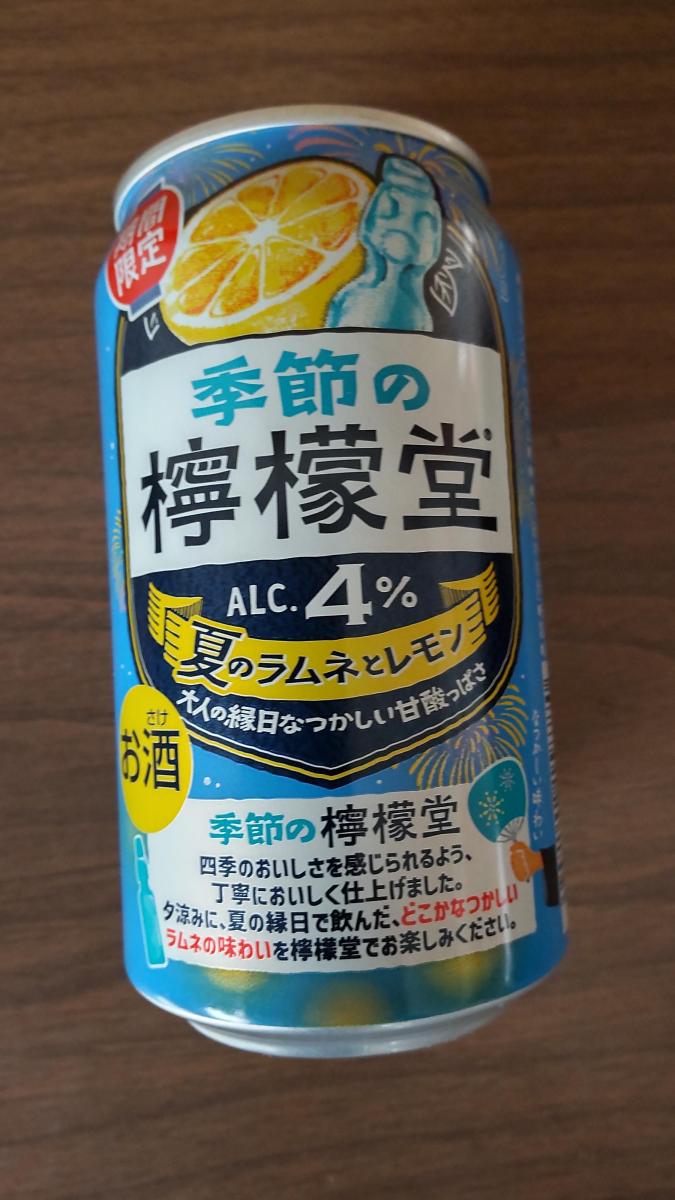 期間
限定
季節の
檸檬堂
ALC. 4%
夏のラムネとレモン
大人の縁日なつかしい甘酸っぱさ
さけ
お酒
季節の檸檬堂
四季のおいしさを感じられるよう、
丁寧においしく仕上げました。
夕涼みに、夏の縁日で飲んだ、どこかなつかしい
ラムネの味わいを檸檬堂でお楽しみください。